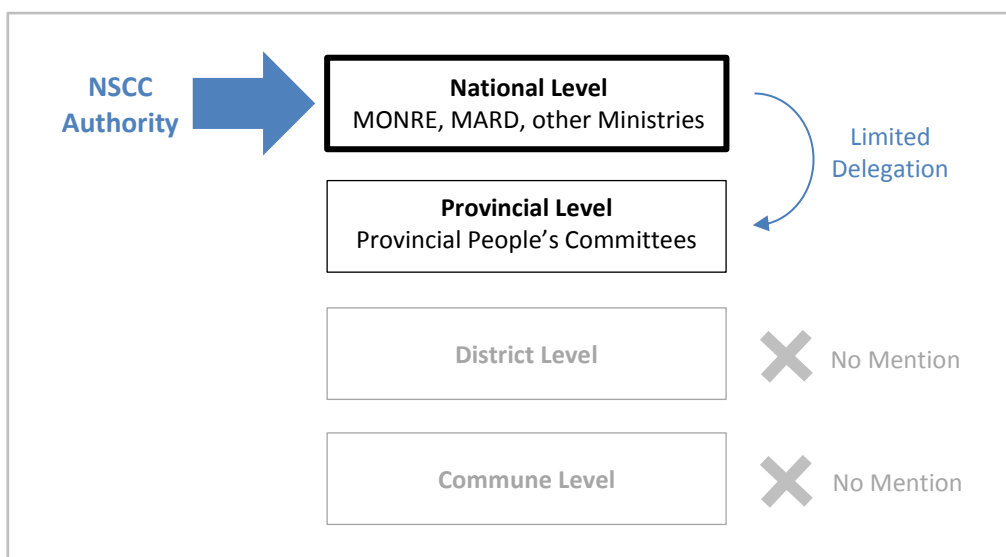 NSCC
Authority
National Level
MONRE, MARD, other Ministries
Limited
Delegation
Provincial Level
Provincial People’s Committees
District Level
No Mention
Commune Level
No Mention